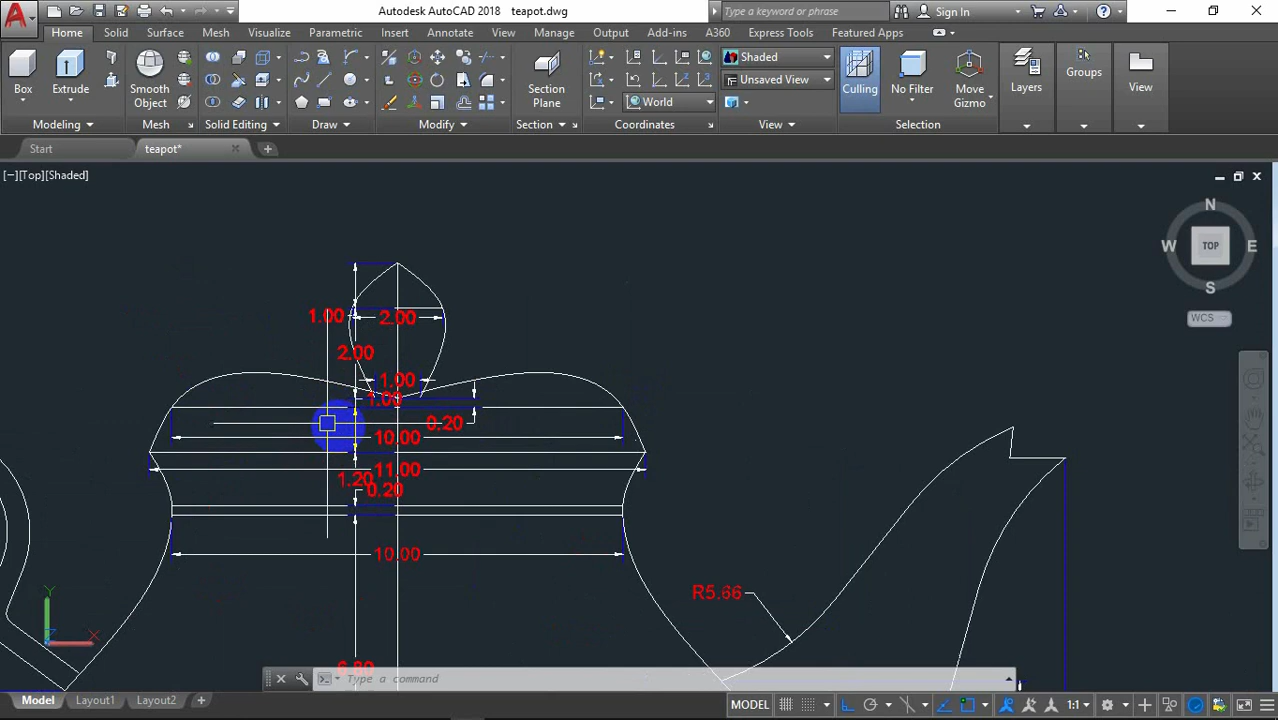 Autodesk AutoCAD 2018 teapot.dwg
Type a keyword or phrase
Sign In
Home Solid Surface Mesh Visualize Parametric Insert Annotate View Manage Output Add-ins A360 Express Tools Featured Apps
Box
Extrude
Smooth
Object
Section
Plane
World
Shaded
Unsaved View
Culling
No Filter
Move
Gizmo
Layers
Groups
View
Modeling
Mesh
Solid Editing
Draw
Modify
Section
Coordinates
View
Selection
Start
teapot*
[−][Top][Shaded]
N
W
TOP
E
S
WCS
1.00
2.00
2.00
1.00
1.00
0.20
10.00
11.00
1.20
0.20
10.00
R5.66
6.80
Y
X
Type a command
Model Layout1 Layout2
MODEL
1:1